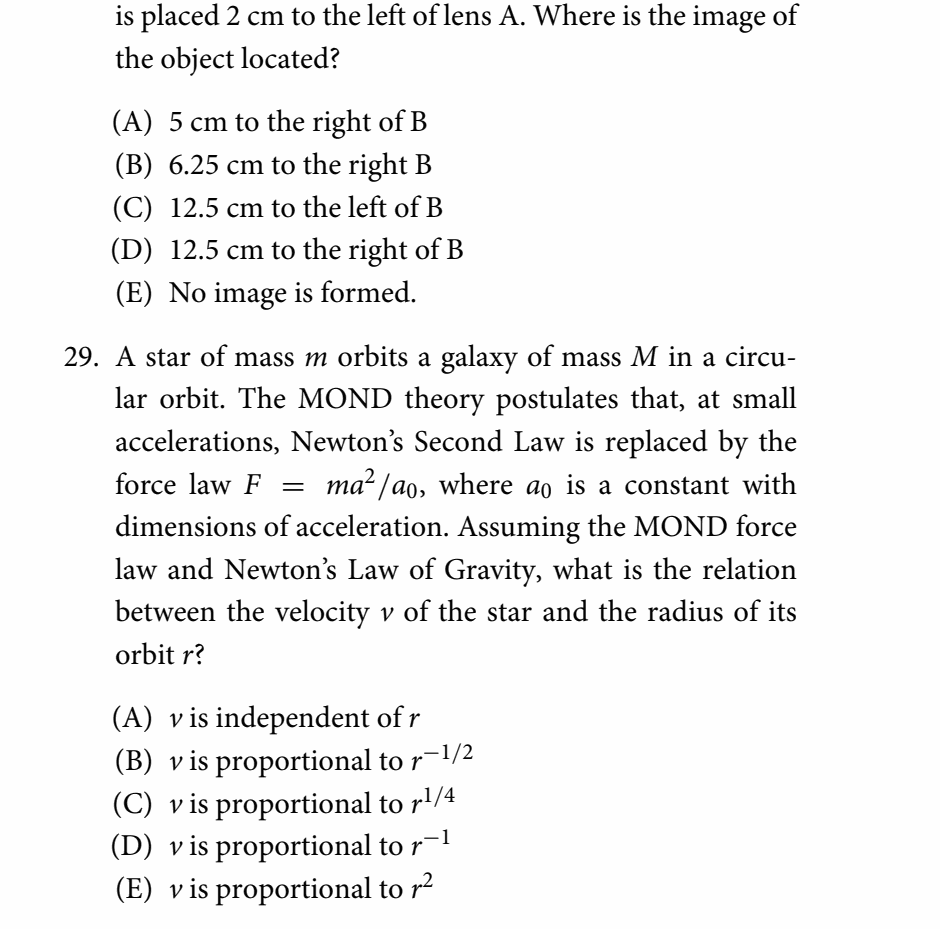 is placed 2 cm to the left of lens A. Where is the image of
the object located?
(A) 5 cm to the right of B
(B) 6.25 cm to the right B
(C) 12.5 cm to the left of B
(D) 12.5 cm to the right of B
(E) No image is formed.
29. A star of mass m orbits a galaxy of mass M in a circu-
lar orbit. The MOND theory postulates that, at small
accelerations, Newton’s Second Law is replaced by the
force law F = ma²/a₀, where a₀ is a constant with
dimensions of acceleration. Assuming the MOND force
law and Newton’s Law of Gravity, what is the relation
between the velocity v of the star and the radius of its
orbit r?
(A) v is independent of r
(B) v is proportional to r⁻¹/²
(C) v is proportional to r¹/⁴
(D) v is proportional to r⁻¹
(E) v is proportional to r²